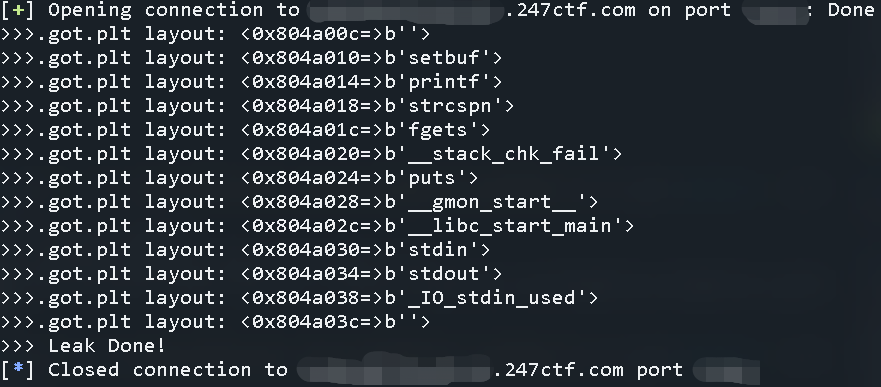 [+] Opening connection to .247ctf.com on port : Done
>>>.got.plt layout: <0x804a00c=>b''>
>>>.got.plt layout: <0x804a010=>b'setbuf'>
>>>.got.plt layout: <0x804a014=>b'printf'>
>>>.got.plt layout: <0x804a018=>b'strcspn'>
>>>.got.plt layout: <0x804a01c=>b'fgets'>
>>>.got.plt layout: <0x804a020=>b'__stack_chk_fail'>
>>>.got.plt layout: <0x804a024=>b'puts'>
>>>.got.plt layout: <0x804a028=>b'__gmon_start__'>
>>>.got.plt layout: <0x804a02c=>b'__libc_start_main'>
>>>.got.plt layout: <0x804a030=>b'stdin'>
>>>.got.plt layout: <0x804a034=>b'stdout'>
>>>.got.plt layout: <0x804a038=>b'_IO_stdin_used'>
>>>.got.plt layout: <0x804a03c=>b''>
>>> Leak Done!
[*] Closed connection to .247ctf.com port